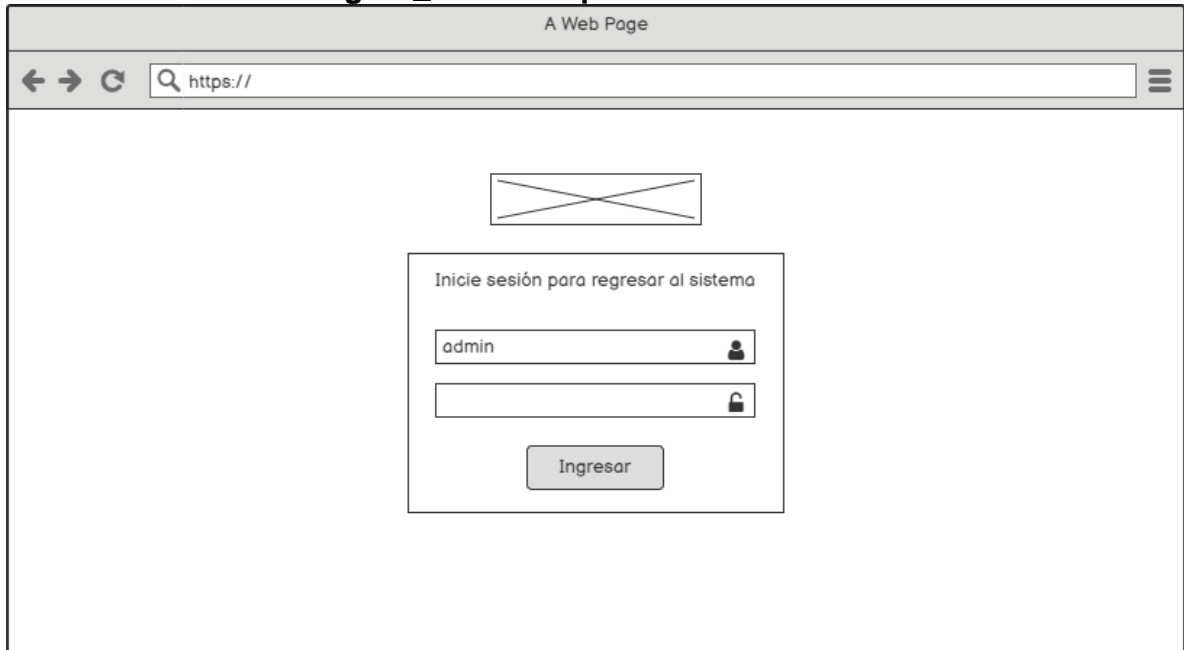 A Web Page
https://
Inicie sesión para regresar al sistema
admin
Ingresar